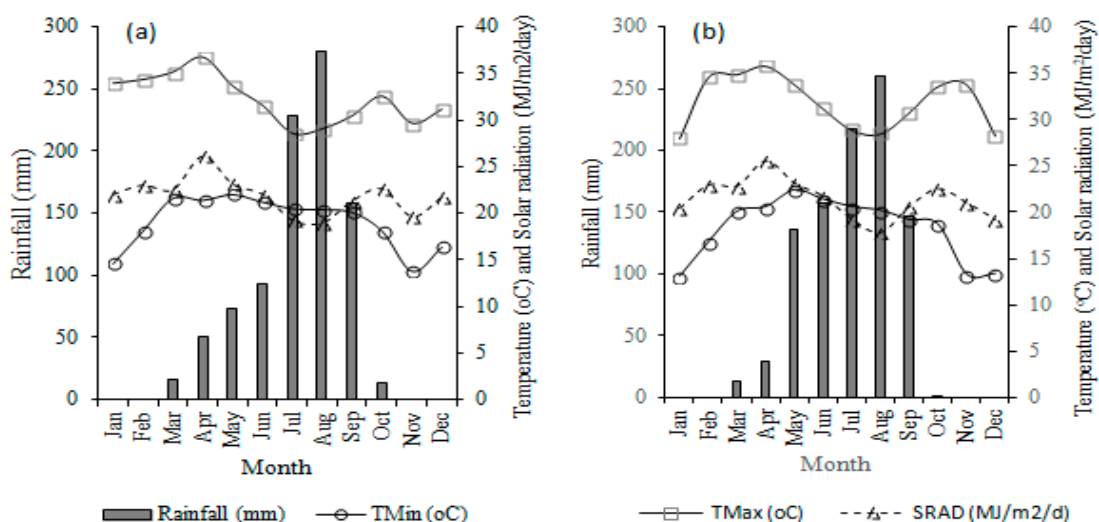 (a)
Rainfall (mm)
300
250
200
150
100
50
0
40
35
30
25
20
15
10
5
0
Temperature (oC) and Solar radiation (MJ/m2/day)
Jan Feb Mar Apr May Jun Jul Aug Sep Oct Nov Dec
Month
(b)
Rainfall (mm)
300
250
200
150
100
50
0
40
35
30
25
20
15
10
5
0
Temperature (°C) and Solar radiation (MJ/m²/day)
Jan Feb Mar Apr May Jun Jul Aug Sep Oct Nov Dec
Month
Rainfall (mm) TMin (oC) TMax (oC) SRAD (MJ/m2/d)